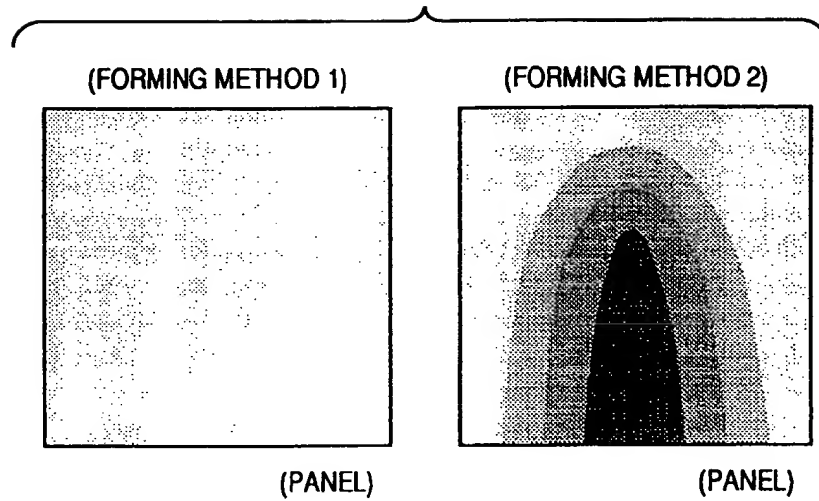 (FORMING METHOD 1)
(FORMING METHOD 2)
(PANEL)
(PANEL)